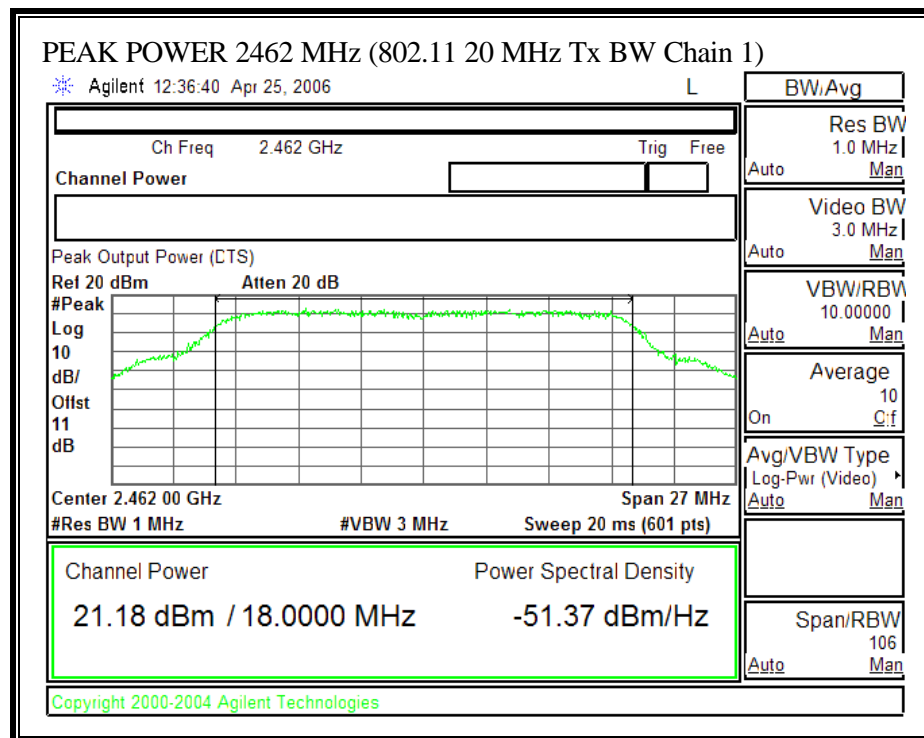 PEAK POWER 2462 MHz (802.11 20 MHz Tx BW Chain 1)
Agilent 12:36:40 Apr 25, 2006 L
BW/Avg
Ch Freq 2.462 GHz Trig Free
Channel Power
Peak Output Power (DTS)
Ref 20 dBm Atten 20 dB
#Peak
Log
10
dB/
Offst
11
dB
Center 2.462 00 GHz Span 27 MHz
#Res BW 1 MHz #VBW 3 MHz Sweep 20 ms (601 pts)
Channel Power Power Spectral Density
21.18 dBm / 18.0000 MHz -51.37 dBm/Hz
Copyright 2000-2004 Agilent Technologies
Res BW
1.0 MHz
Auto Man
Video BW
3.0 MHz
Auto Man
VBW/RBW
10.00000
Auto Man
Average
10
On Off
Avg/VBW Type
Log-Pwr (Video)
Auto Man
Span/RBW
106
Auto Man